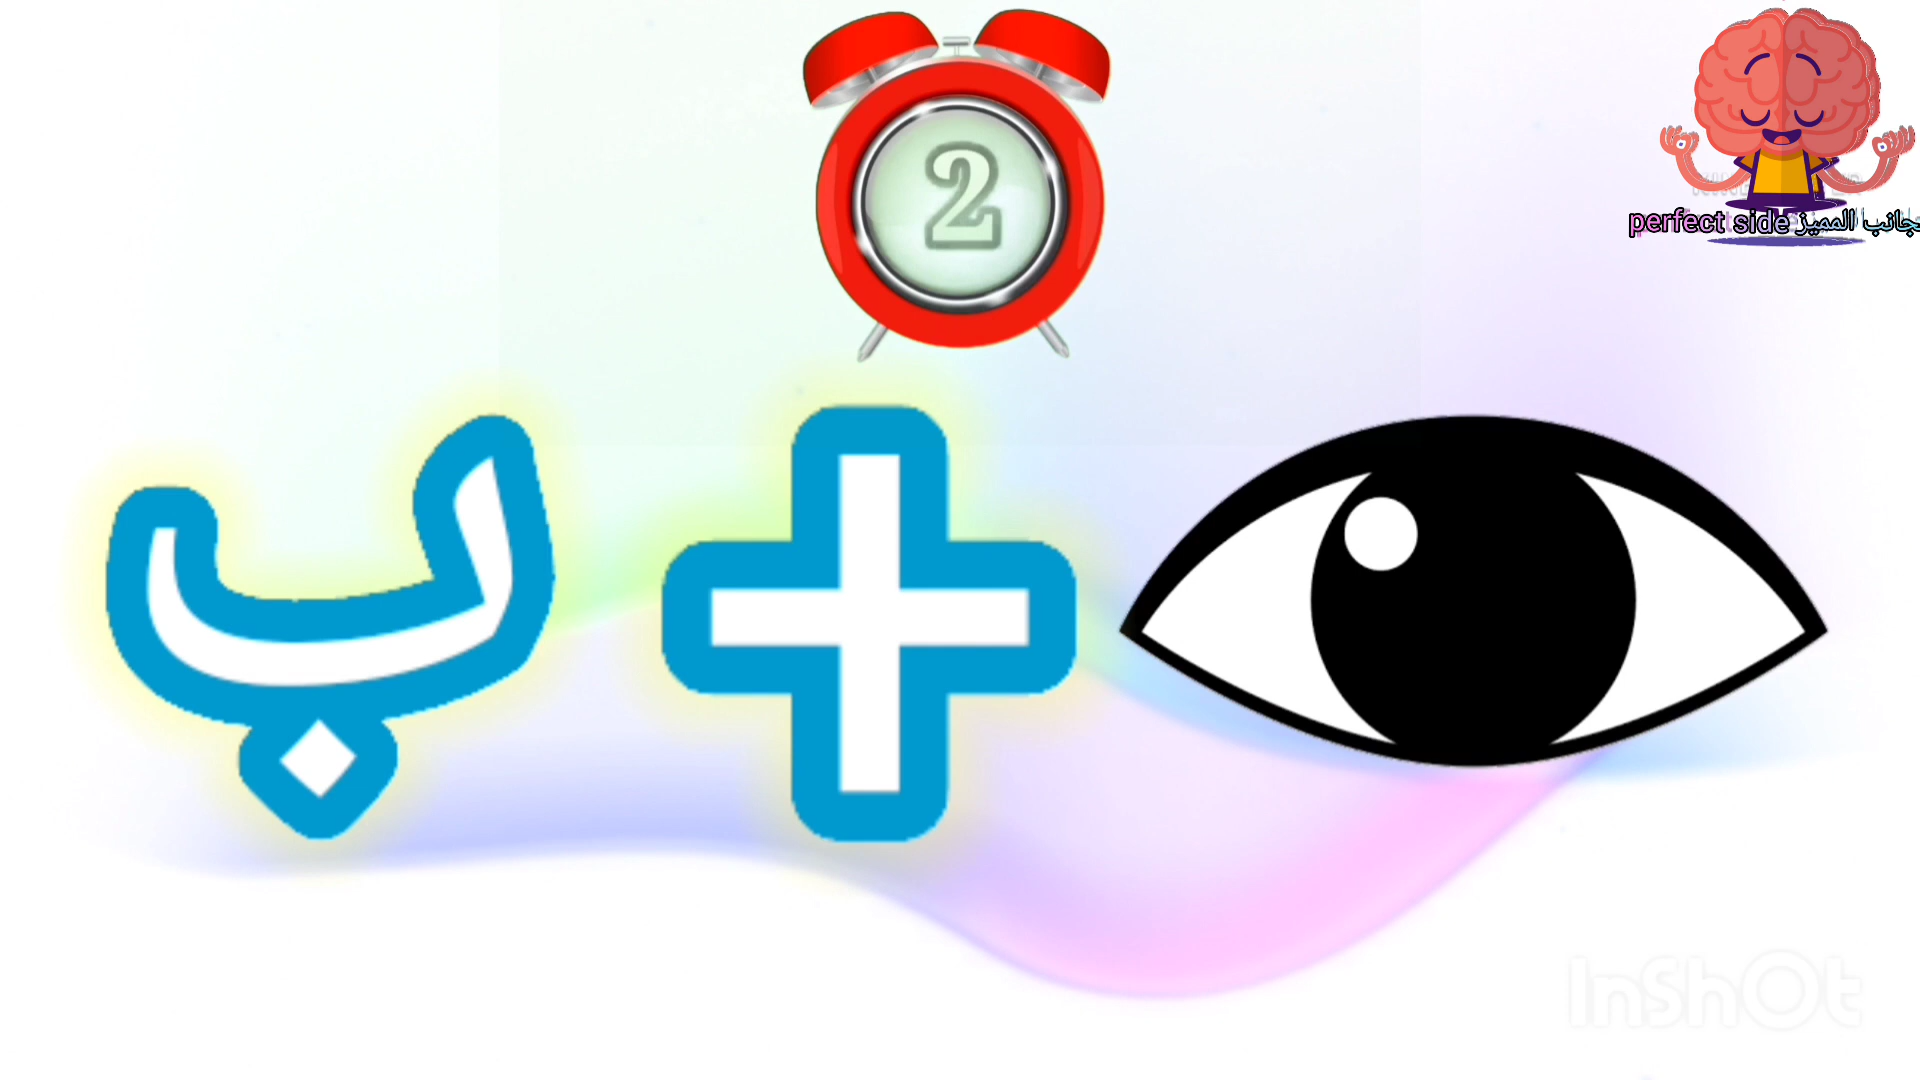 2
perfect side الجانب المميز
ب +
InShOt